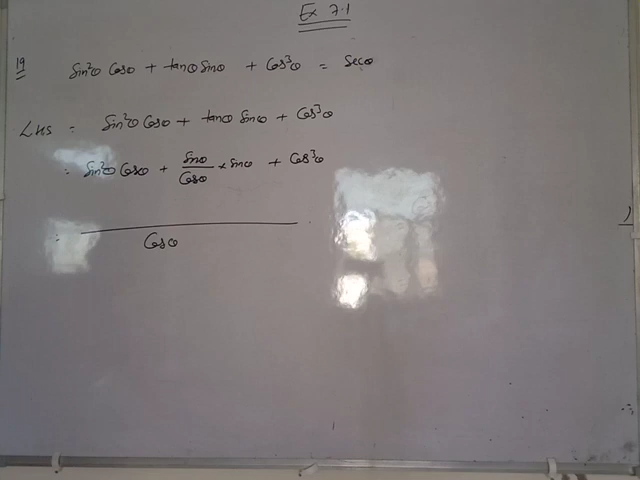 Ex 7.1
19 Sin²θ Cosθ + tanθ Sinθ + Cos³θ = Secθ
LHS = Sin²θ Cosθ + tanθ Sinθ + Cos³θ
= Sin²θ Cosθ + Sinθ/Cosθ × Sinθ + Cos³θ
= ——— / Cosθ